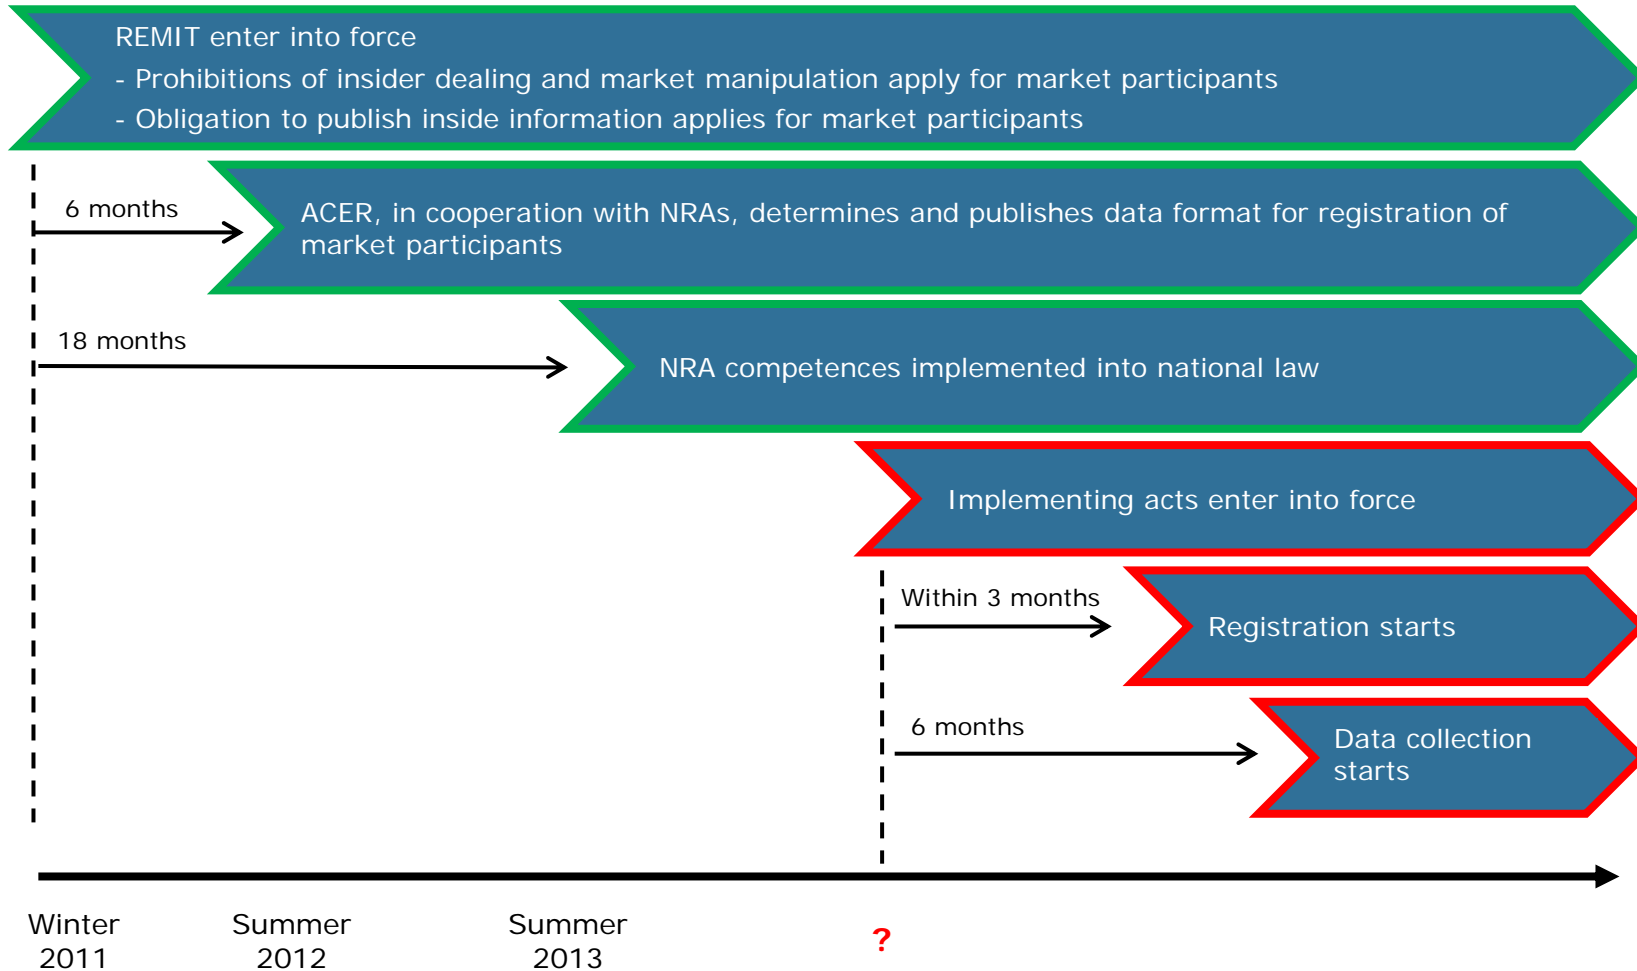 REMIT enter into force
- Prohibitions of insider dealing and market manipulation apply for market participants
- Obligation to publish inside information applies for market participants
6 months
ACER, in cooperation with NRAs, determines and publishes data format for registration of
market participants
18 months
NRA competences implemented into national law
Implementing acts enter into force
Within 3 months
Registration starts
6 months
Data collection
starts
Winter
2011
Summer
2012
Summer
2013
?